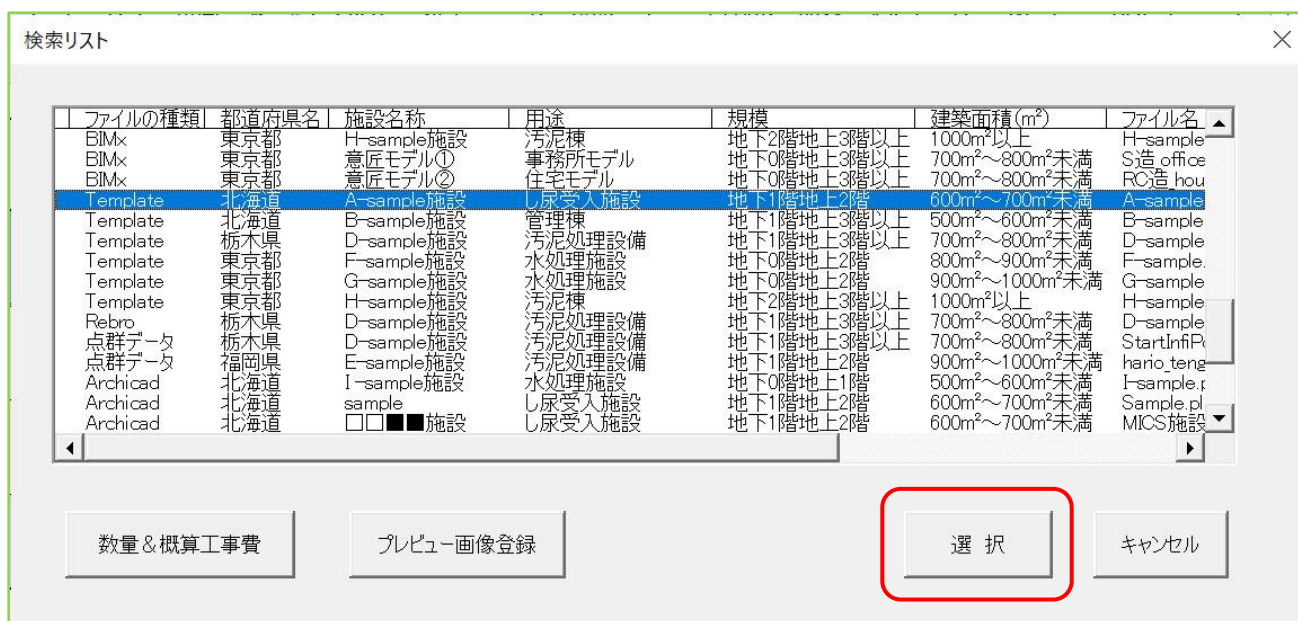 検索リスト
ファイルの種類 都道府県名 施設名称 用途 規模 建築面積(m²) ファイル名
BIMx 東京都 H-sample施設 汚泥棟 地下2階地上3階以上 1000m²以上 H-sample
BIMx 東京都 意匠モデル① 事務所モデル 地下0階地上3階以上 700m²～800m²未満 S造_office
BIMx 東京都 意匠モデル② 住宅モデル 地下0階地上3階以上 700m²～800m²未満 RC造_hou
Template 北海道 A-sample施設 し尿受入施設 地下1階地上2階 600m²～700m²未満 A-sample
Template 北海道 B-sample施設 管理棟 地下1階地上3階以上 500m²～600m²未満 B-sample
Template 栃木県 D-sample施設 汚泥処理設備 地下1階地上3階以上 700m²～800m²未満 D-sample
Template 東京都 F-sample施設 水処理施設 地下0階地上2階 800m²～900m²未満 F-sample.
Template 東京都 G-sample施設 水処理施設 地下0階地上2階 900m²～1000m²未満 G-sample
Template 東京都 H-sample施設 汚泥棟 地下2階地上3階以上 1000m²以上 H-sample
Rebro 栃木県 D-sample施設 汚泥処理設備 地下1階地上3階以上 700m²～800m²未満 D-sample
点群データ 栃木県 D-sample施設 汚泥処理設備 地下1階地上3階以上 700m²～800m²未満 StartInfiP
点群データ 福岡県 E-sample施設 汚泥処理設備 地下1階地上2階 900m²～1000m²未満 hario_teng
Archicad 北海道 I-sample施設 水処理施設 地下0階地上1階 500m²～600m²未満 I-sample.p
Archicad 北海道 sample し尿受入施設 地下1階地上2階 600m²～700m²未満 Sample.pl
Archicad 北海道 □□■■施設 し尿受入施設 地下1階地上2階 600m²～700m²未満 MICS施設
数量＆概算工事費 プレビュー画像登録 選 択 キャンセル